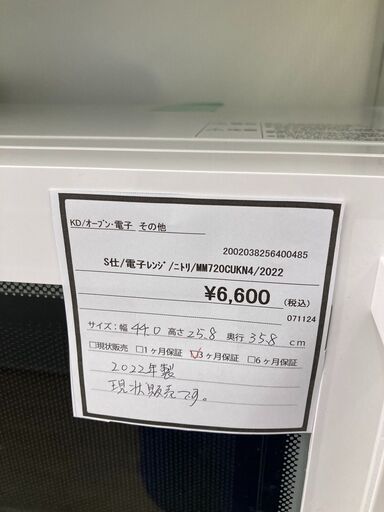 KD/オーブン・電子 その他
2002038256400485
S仕/電子レンジ/ニトリ/MM720CUKN4/2022
¥6,600 (税込)
071124
サイズ:幅 44.0 高さ 25.8 奥行 35.8 cm
□現状販売 □1ヶ月保証 ☑3ヶ月保証 □6ヶ月保証
2022年製
現状販売です。